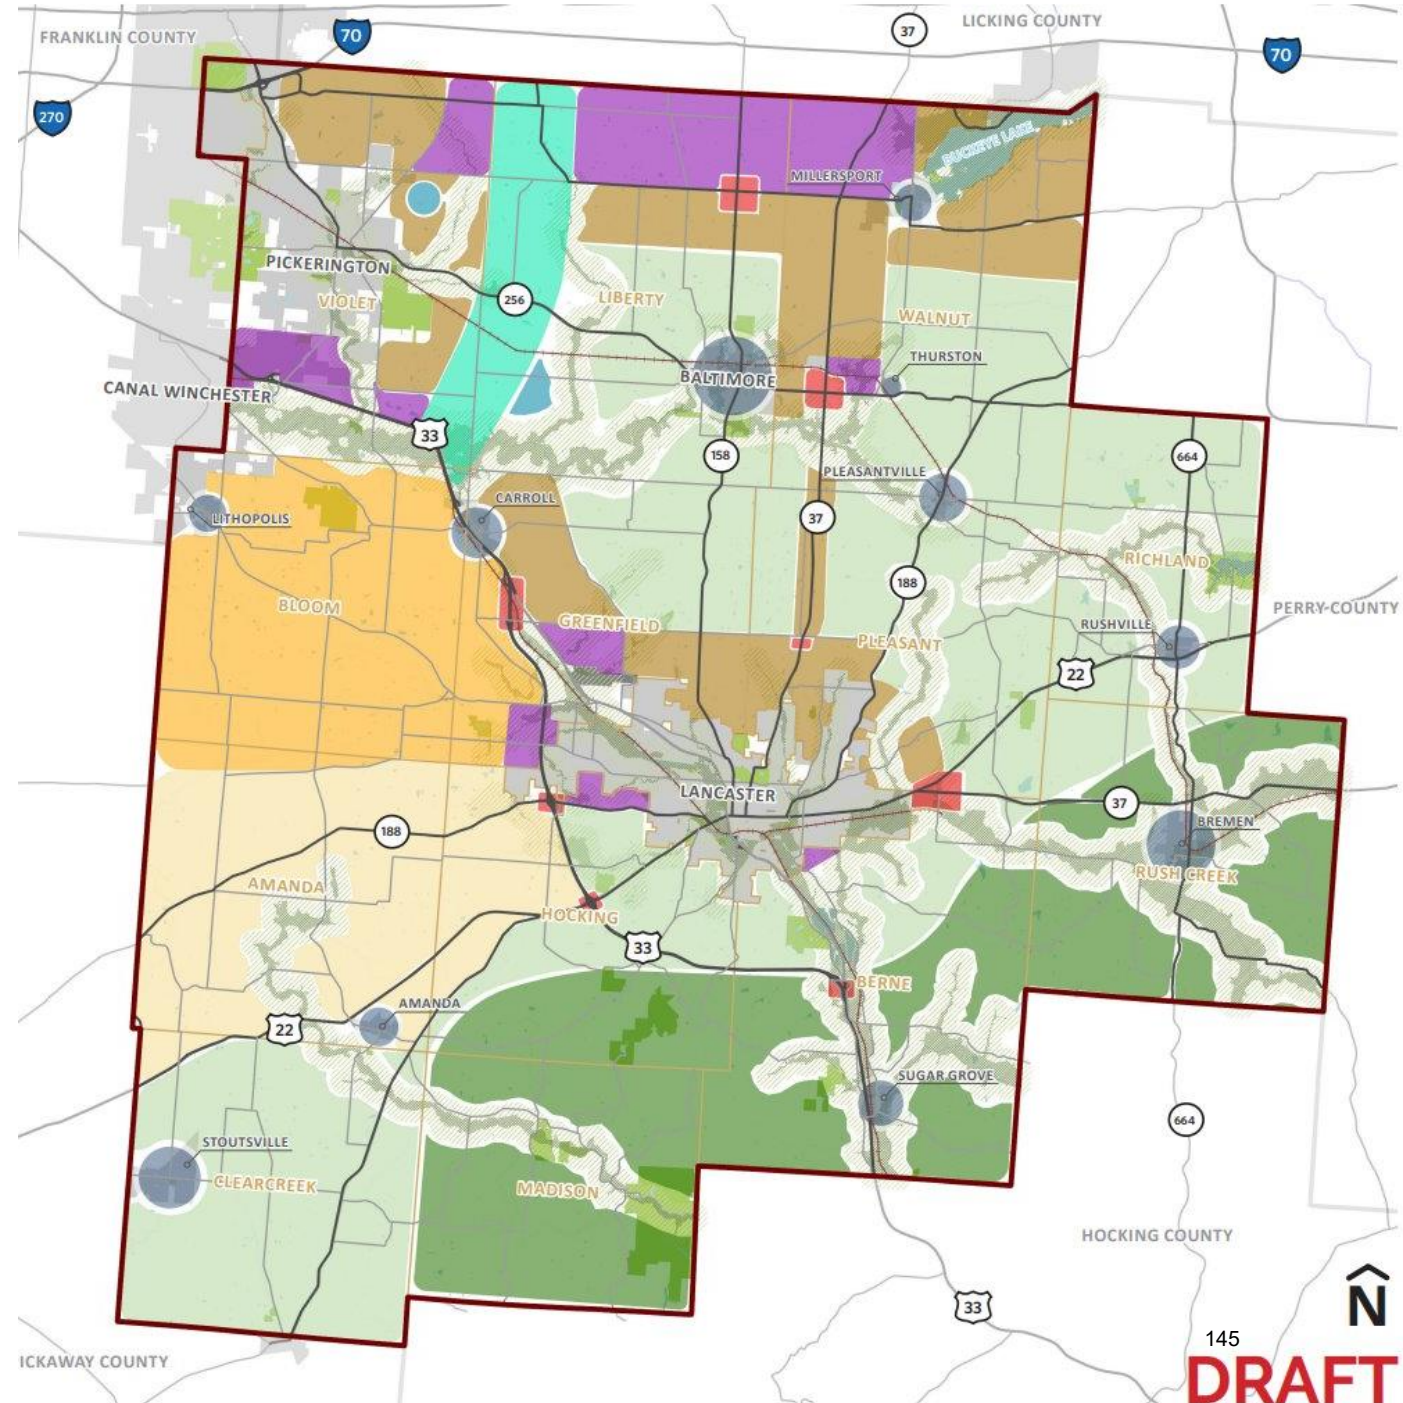 LICKING COUNTY
37
FRANKLIN COUNTY
70
70
270
BUCKEYE LAKE
MILLERSPORT
PICKERINGTON
VIOLET
256
LIBERTY
WALNUT
THURSTON
BALTIMORE
CANAL WINCHESTER
33
158
664
PLEASANTVILLE
CARROLL
LITHOPOLIS
37
RICHLAND
188
BLOOM
PERRY COUNTY
GREENFIELD
RUSHVILLE
PLEASANT
22
LANCASTER
37
188
BREMEN
RUSH CREEK
AMANDA
HOCKING
33
BERNE
AMANDA
22
SUGAR GROVE
664
STOUTSVILLE
CLEARCREEK
MADISON
HOCKING COUNTY
N
33
145
ICKAWAY COUNTY
DRAFT